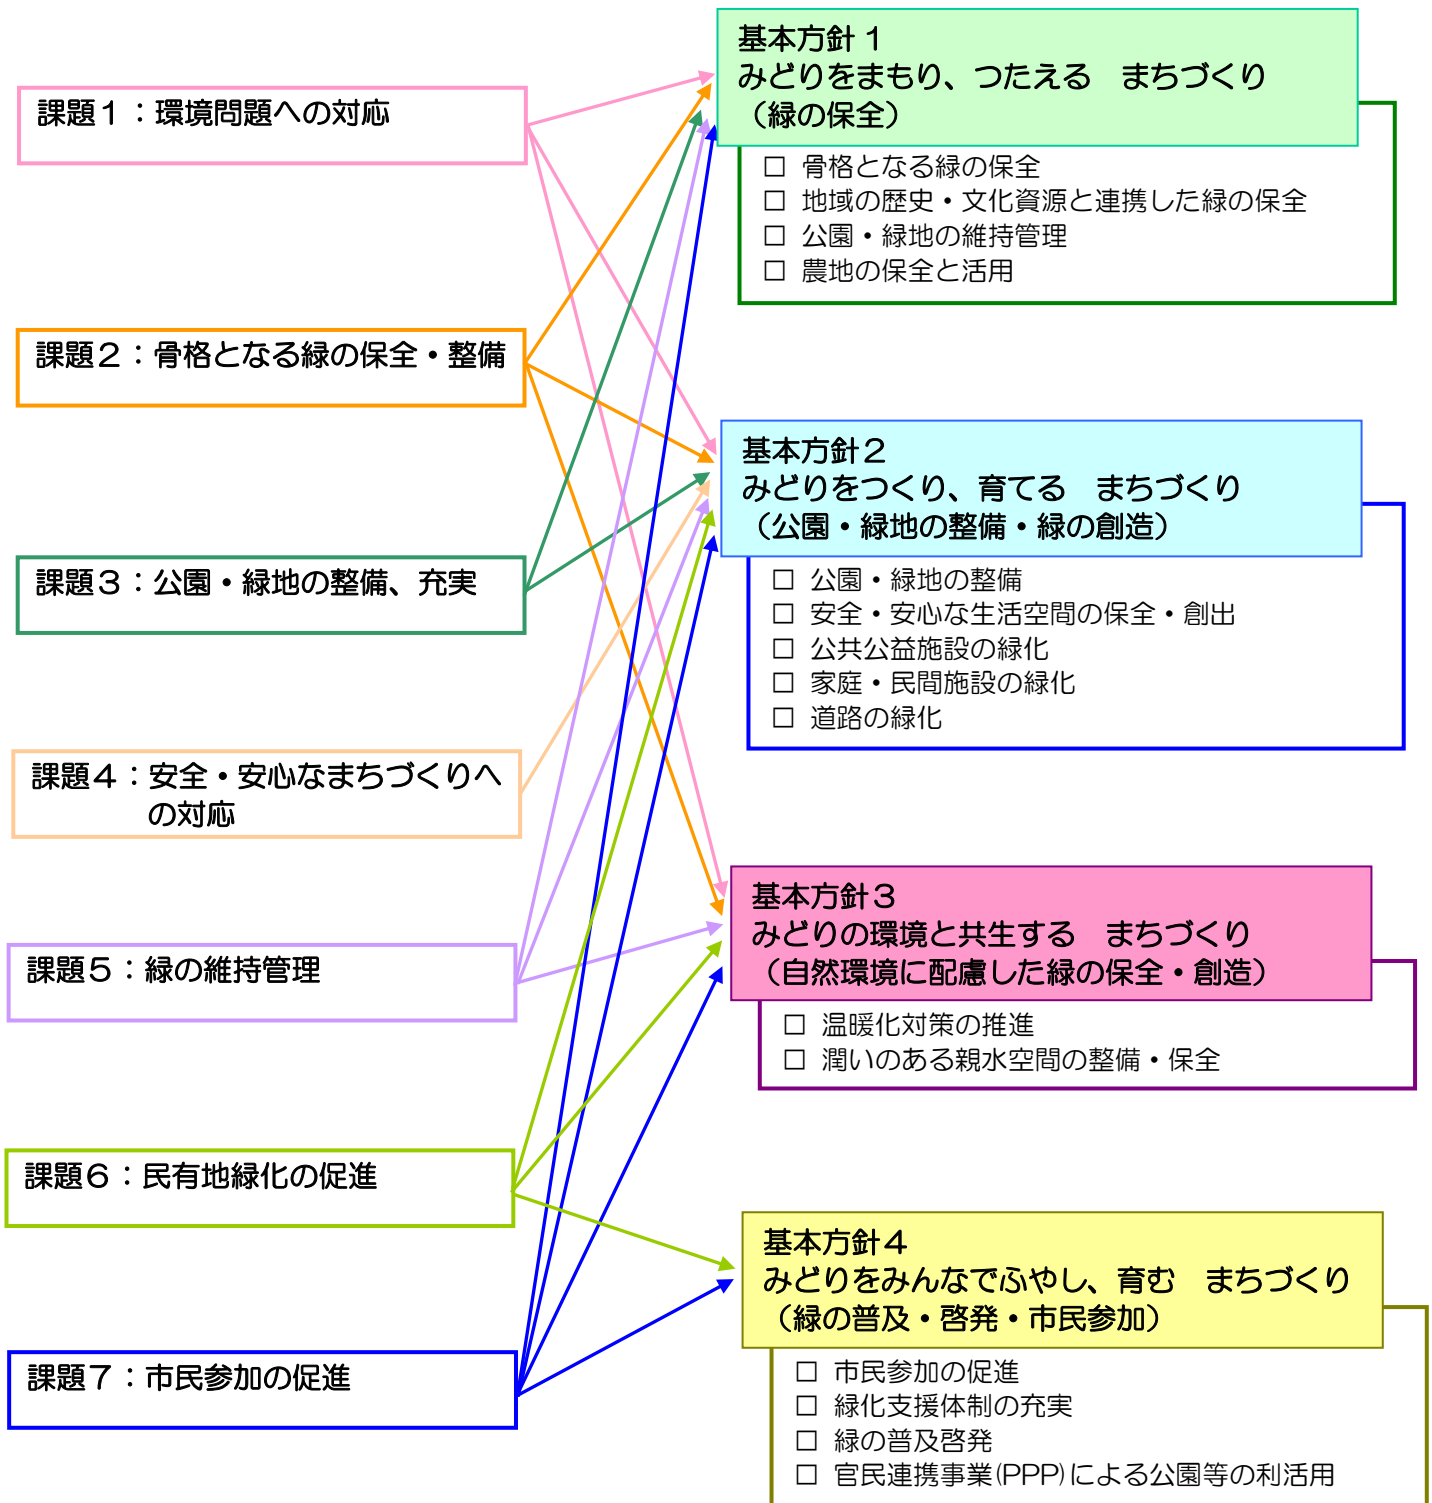 課題１：環境問題への対応
課題２：骨格となる緑の保全・整備
課題３：公園・緑地の整備、充実
課題４：安全・安心なまちづくりへ
の対応
課題５：緑の維持管理
課題６：民有地緑化の促進
課題７：市民参加の促進
基本方針１
みどりをまもり、つたえる　まちづくり
（緑の保全）
□ 骨格となる緑の保全
□ 地域の歴史・文化資源と連携した緑の保全
□ 公園・緑地の維持管理
□ 農地の保全と活用
基本方針２
みどりをつくり、育てる　まちづくり
（公園・緑地の整備・緑の創造）
□ 公園・緑地の整備
□ 安全・安心な生活空間の保全・創出
□ 公共公益施設の緑化
□ 家庭・民間施設の緑化
□ 道路の緑化
基本方針３
みどりの環境と共生する　まちづくり
（自然環境に配慮した緑の保全・創造）
□ 温暖化対策の推進
□ 潤いのある親水空間の整備・保全
基本方針４
みどりをみんなでふやし、育む　まちづくり
（緑の普及・啓発・市民参加）
□ 市民参加の促進
□ 緑化支援体制の充実
□ 緑の普及啓発
□ 官民連携事業(PPP)による公園等の利活用